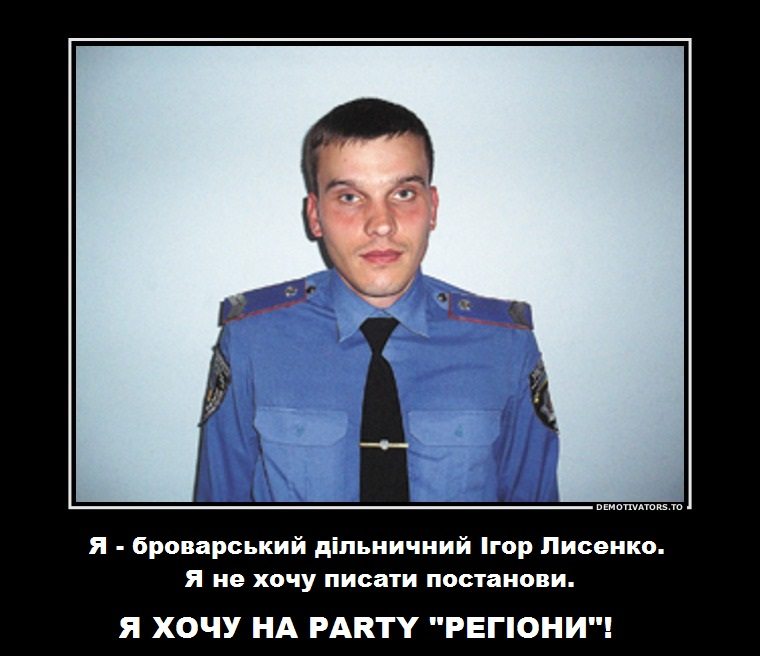 DEMOTIVATORS.TO
Я - броварський дільничний Ігор Лисенко.
Я не хочу писати постанови.
Я ХОЧУ НА PARTY "РЕГІОНИ"!